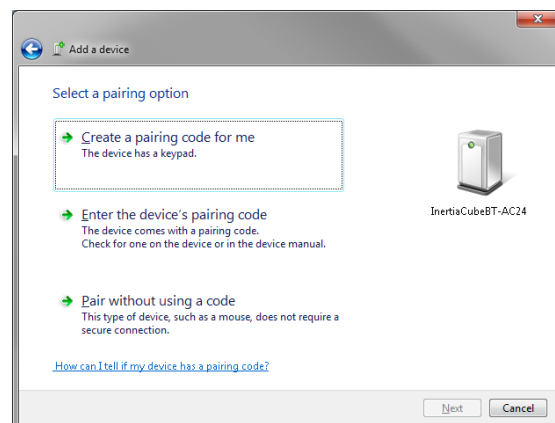 Add a device
Select a pairing option
Create a pairing code for me
The device has a keypad.
InertiaCubeBT-AC24
Enter the device's pairing code
The device comes with a pairing code.
Check for one on the device or in the device manual.
Pair without using a code
This type of device, such as a mouse, does not require a
secure connection.
How can I tell if my device has a pairing code?
Next
Cancel